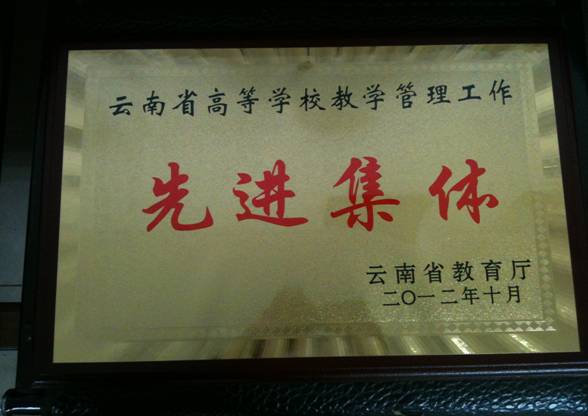 云南省高等学校教学管理工作
先进集体
云南省教育厅
二〇一二年十月